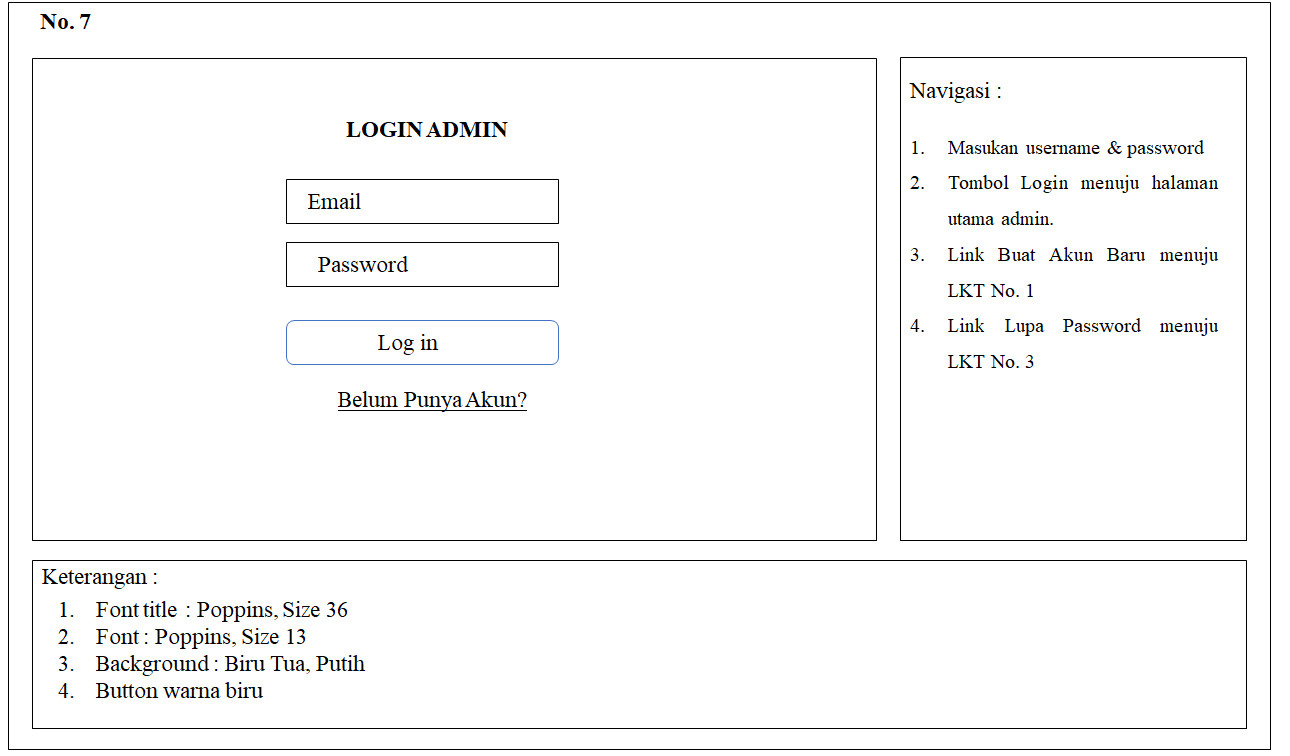 No. 7
LOGIN ADMIN
Email
Password
Log in
Belum Punya Akun?
Navigasi :
1. Masukan username & password
2. Tombol Login menuju halaman
utama admin.
3. Link Buat Akun Baru menuju
LKT No. 1
4. Link Lupa Password menuju
LKT No. 3
Keterangan :
1. Font title : Poppins, Size 36
2. Font : Poppins, Size 13
3. Background : Biru Tua, Putih
4. Button warna biru